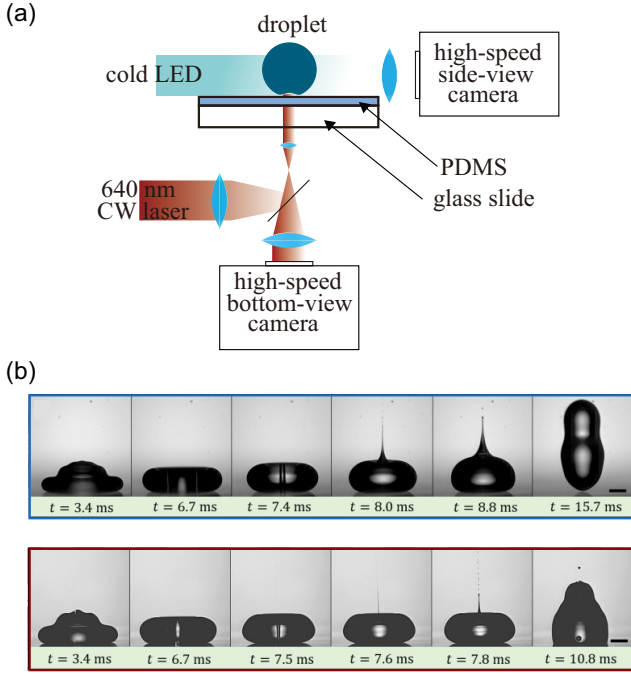 (a)
droplet
cold LED
high-speed
side-view
camera
PDMS
glass slide
640 nm
CW laser
high-speed
bottom-view
camera
(b)
t = 3.4 ms
t = 6.7 ms
t = 7.4 ms
t = 8.0 ms
t = 8.8 ms
t = 15.7 ms
t = 3.4 ms
t = 6.7 ms
t = 7.5 ms
t = 7.6 ms
t = 7.8 ms
t = 10.8 ms